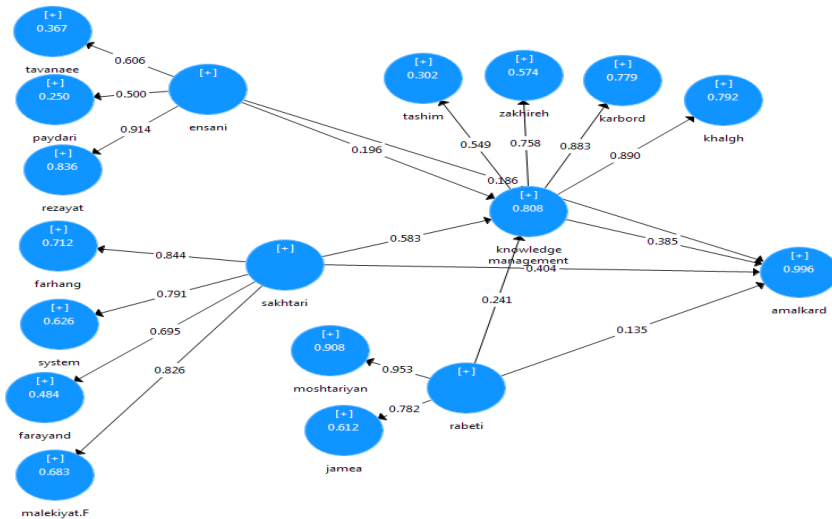 [+]
0.367
tavanaee
[+]
0.250
paydari
[+]
0.836
rezayat
[+]
ensani
0.606
0.500
0.914
0.196
0.186
[+]
0.302
tashim
[+]
0.574
zakhireh
[+]
0.779
karbord
[+]
0.792
khalgh
0.549
0.758
0.883
0.890
[+]
0.808
knowledge
management
0.385
[+]
0.996
amalkard
[+]
0.712
farhang
[+]
0.626
system
[+]
0.484
farayand
[+]
0.683
malekiyat.F
0.844
0.791
0.695
0.826
[+]
sakhtari
0.583
0.404
0.241
0.135
[+]
0.908
moshtariyan
[+]
0.612
jamea
0.953
0.782
[+]
rabeti